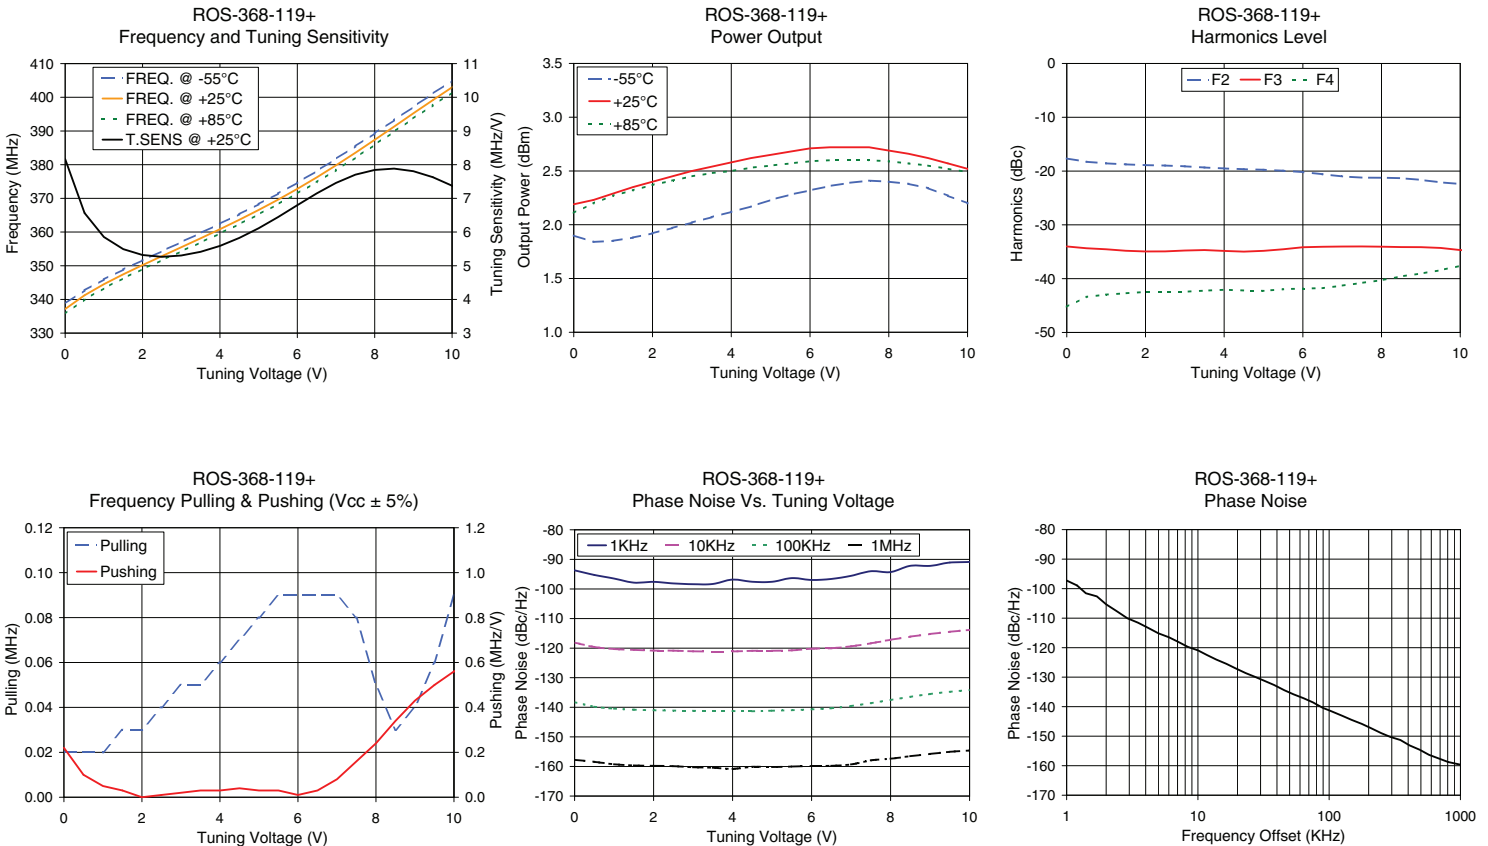 ROS-368-119+
Frequency and Tuning Sensitivity
410
400
390
380
370
360
350
340
330
11
10
9
8
7
6
5
4
3
0
2
4
6
8
10
Frequency (MHz)
Tuning Sensitivity (MHz/V)
Tuning Voltage (V)
FREQ. @ -55°C
FREQ. @ +25°C
FREQ. @ +85°C
T.SENS @ +25°C
ROS-368-119+
Power Output
3.5
3.0
2.5
2.0
1.5
1.0
0
2
4
6
8
10
Output Power (dBm)
Tuning Voltage (V)
-55°C
+25°C
+85°C
ROS-368-119+
Harmonics Level
0
-10
-20
-30
-40
-50
0
2
4
6
8
10
Harmonics (dBc)
Tuning Voltage (V)
F2
F3
F4
ROS-368-119+
Frequency Pulling & Pushing (Vcc ± 5%)
0.12
0.10
0.08
0.06
0.04
0.02
0.00
1.2
1.0
0.8
0.6
0.4
0.2
0.0
0
2
4
6
8
10
Pulling (MHz)
Pushing (MHz/V)
Tuning Voltage (V)
Pulling
Pushing
ROS-368-119+
Phase Noise Vs. Tuning Voltage
-80
-90
-100
-110
-120
-130
-140
-150
-160
-170
0
2
4
6
8
10
Phase Noise (dBc/Hz)
Tuning Voltage (V)
1KHz
10KHz
100KHz
1MHz
ROS-368-119+
Phase Noise
-80
-90
-100
-110
-120
-130
-140
-150
-160
-170
1
10
100
1000
Phase Noise (dBc/Hz)
Frequency Offset (KHz)